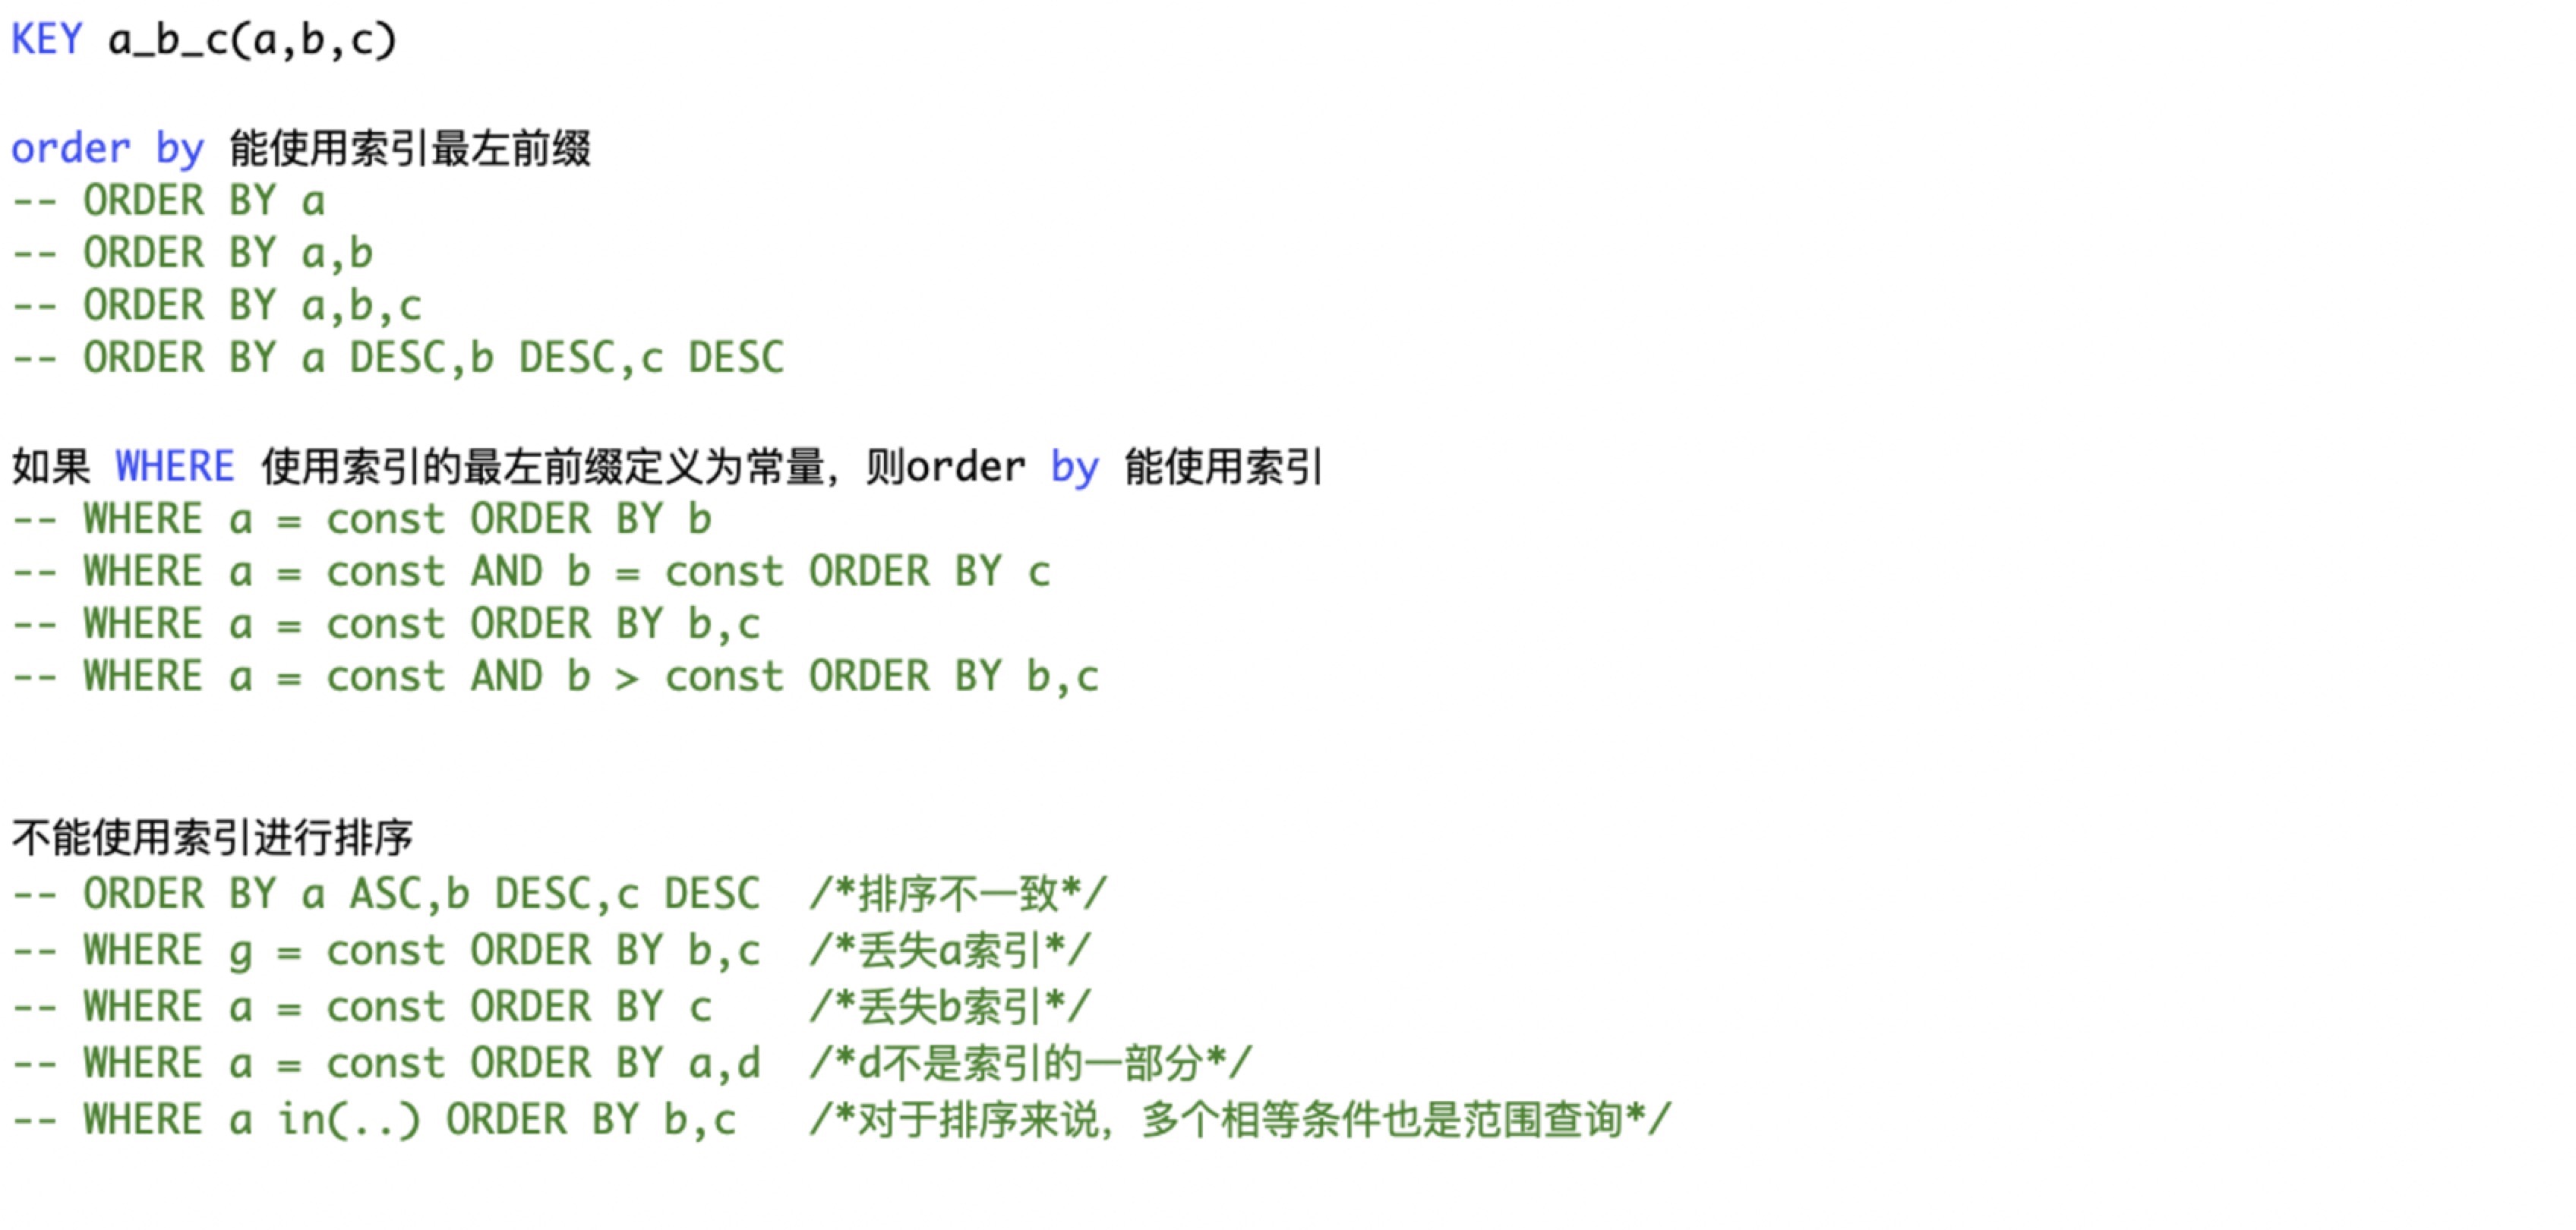 KEY a_b_c(a,b,c)
order by 能使用索引最左前缀
-- ORDER BY a
-- ORDER BY a,b
-- ORDER BY a,b,c
-- ORDER BY a DESC,b DESC,c DESC
如果 WHERE 使用索引的最左前缀定义为常量，则order by 能使用索引
-- WHERE a = const ORDER BY b
-- WHERE a = const AND b = const ORDER BY c
-- WHERE a = const ORDER BY b,c
-- WHERE a = const AND b > const ORDER BY b,c
不能使用索引进行排序
-- ORDER BY a ASC,b DESC,c DESC  /*排序不一致*/
-- WHERE g = const ORDER BY b,c  /*丢失a索引*/
-- WHERE a = const ORDER BY c    /*丢失b索引*/
-- WHERE a = const ORDER BY a,d  /*d不是索引的一部分*/
-- WHERE a in(..) ORDER BY b,c   /*对于排序来说，多个相等条件也是范围查询*/